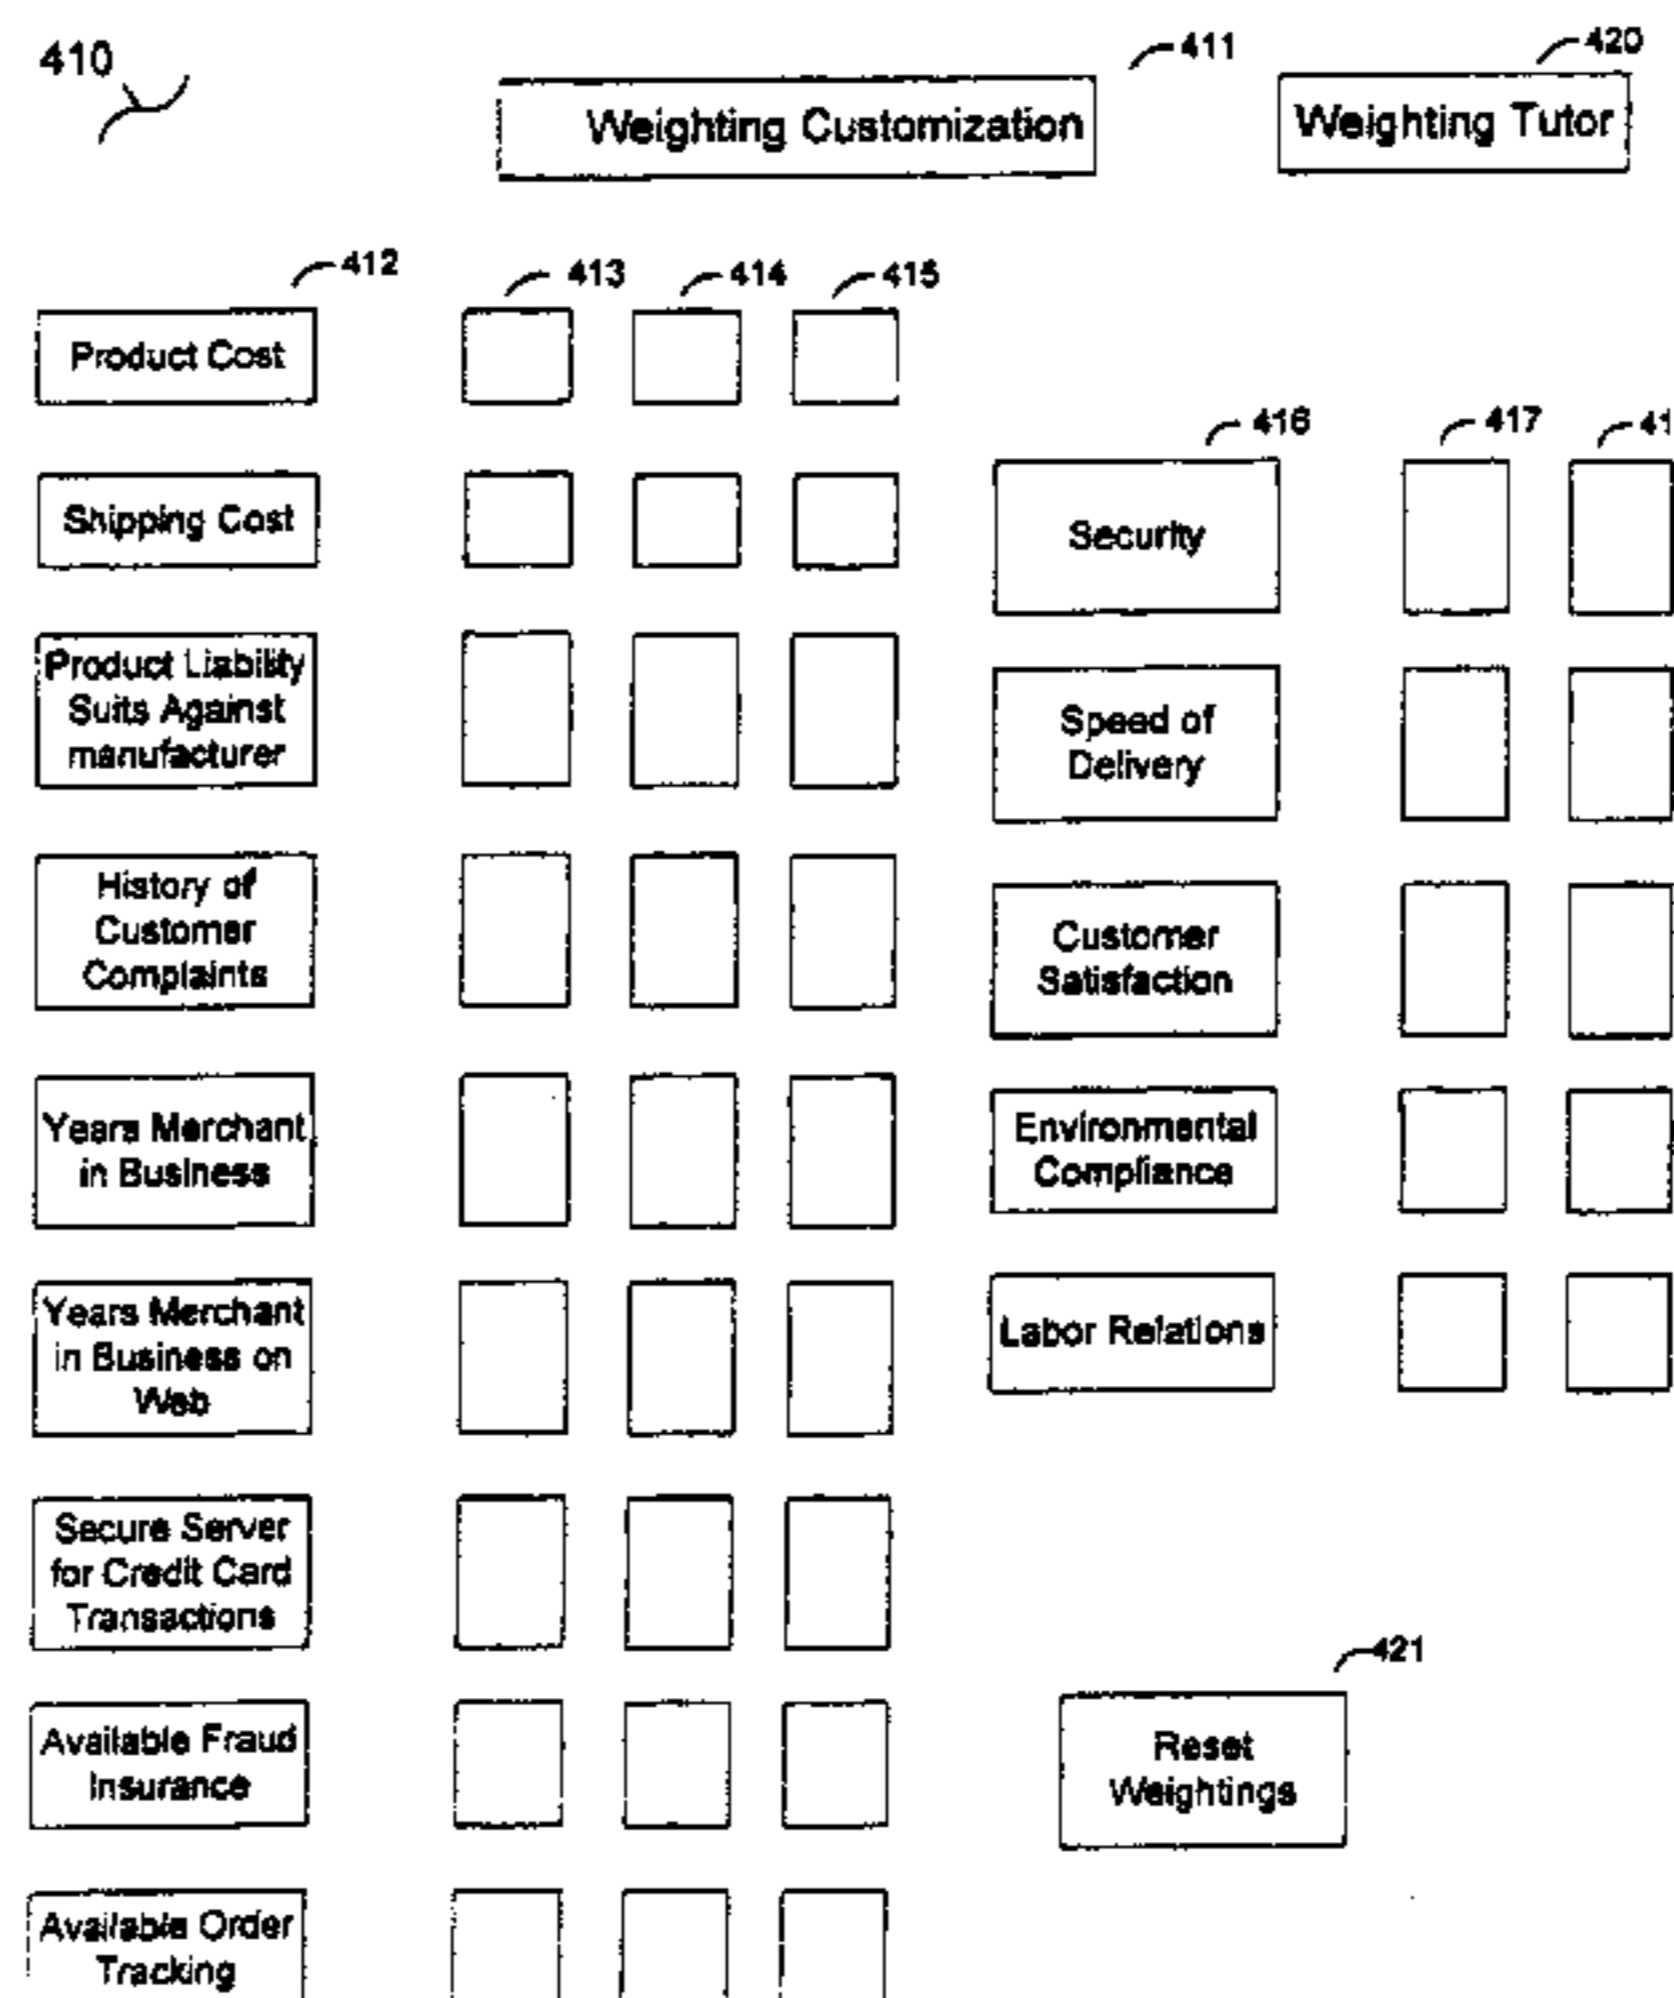 410
411
420
Weighting Customization
Weighting Tutor
412
413
414
415
Product Cost
416
417
41
Shipping Cost
Security
Product Liability
Suits Against
manufacturer
Speed of
Delivery
History of
Customer
Complaints
Customer
Satisfaction
Years Merchant
in Business
Environmental
Compliance
Years Merchant
in Business on
Web
Labor Relations
Secure Server
for Credit Card
Transactions
421
Available Fraud
Insurance
Reset
Weightings
Available Order
Tracking